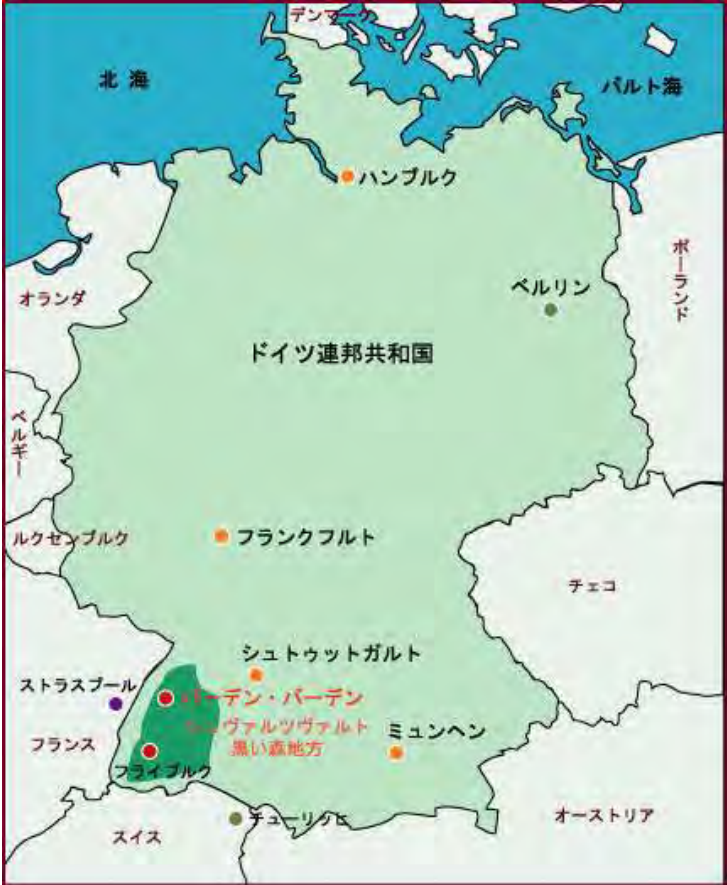 デンマーク
北海
バルト海
ハンブルク
ポーランド
オランダ
ベルリン
ドイツ連邦共和国
ベルギー
フランクフルト
ルクセンブルク
チェコ
シュトゥットガルト
ストラスブール
バーデン・バーデン
シュヴァルツヴァルト
黒い森地方
ミュンヘン
フランス
フライブルク
オーストリア
チューリッヒ
スイス